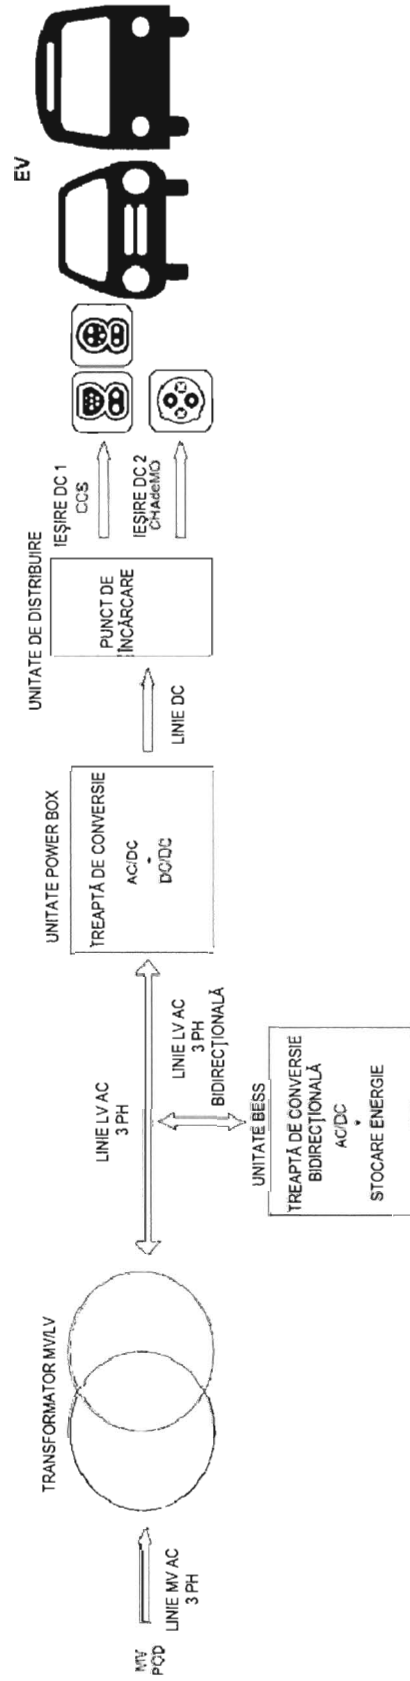 MV
POD
LINIE MV AC
3 PH
TRANSFORMATOR MV/LV
LINIE LV AC
3 PH
LINIE LV AC
3 PH
BIDIRECȚIONALĂ
UNITATE BESS
TREAPTĂ DE CONVERSIE
BIDIRECȚIONALĂ
AC/DC
+
STOCARE ENERGIE
UNITATE POWER BOX
TREAPTĂ DE CONVERSIE
AC/DC
+
DC/DC
LINIE DC
UNITATE DE DISTRIBUIRE
PUNCT DE
ÎNCĂRCARE
IEȘIRE DC 1
CCS
IEȘIRE DC 2
CHAdeMO
EV